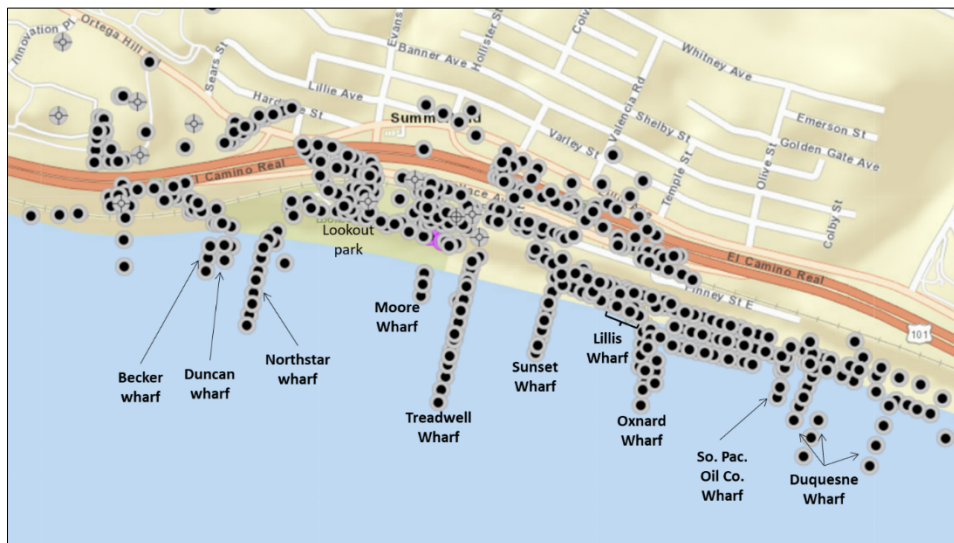 Innovation Pl
Ortega Hill
Sears St
Evans
Banner Ave
Hollister St
Colv
Whitney Ave
Lillie Ave
Valencia Rd
Shelby St
Emerson St
Golden Gate Ave
Varley St
Temple St
Olive St
Colby St
El Camino Real
El Camino Real
Finney St E
101
Lookout
park
Moore
Wharf
Becker
wharf
Duncan
wharf
Northstar
wharf
Treadwell
Wharf
Sunset
Wharf
Lillis
Wharf
Oxnard
Wharf
So. Pac.
Oil Co.
Wharf
Duquesne
Wharf